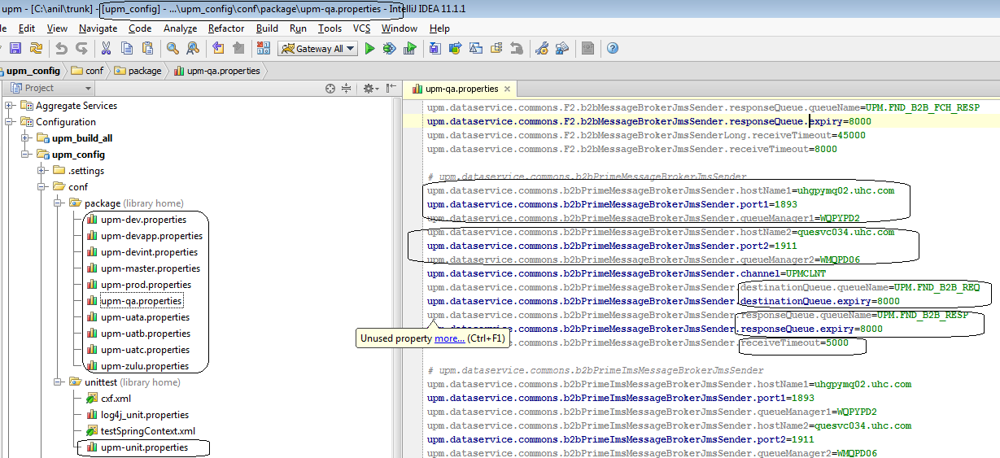 upm - [C:\anil\trunk] - [upm_config] - ...\upm_config\conf\package\upm-qa.properties - IntelliJ IDEA 11.1.1
le Edit View Navigate Code Analyze Refactor Build Run Tools VCS Window Help
Gateway All
upm_config conf package upm-qa.properties
Project
Aggregate Services
Configuration
upm_build_all
upm_config
.settings
conf
package (library home)
upm-dev.properties
upm-devapp.properties
upm-devint.properties
upm-master.properties
upm-prod.properties
upm-qa.properties
upm-uata.properties
upm-uatb.properties
upm-uatc.properties
upm-zulu.properties
unittest (library home)
cxf.xml
log4j_unit.properties
testSpringContext.xml
upm-unit.properties
upm-qa.properties
upm.dataservice.commons.F2.b2bMessageBrokerJmsSender.responseQueue.queueName=UPM.FND_B2B_FCH_RESP
upm.dataservice.commons.F2.b2bMessageBrokerJmsSender.responseQueue.expiry=8000
upm.dataservice.commons.F2.b2bMessageBrokerJmsSenderLong.receiveTimeout=45000
upm.dataservice.commons.F2.b2bMessageBrokerJmsSender.receiveTimeout=8000
# upm.dataservice.commons.b2bPrimeMessageBrokerJmsSender
upm.dataservice.commons.b2bPrimeMessageBrokerJmsSender.hostName1=uhgpymq02.uhc.com
upm.dataservice.commons.b2bPrimeMessageBrokerJmsSender.port1=1893
upm.dataservice.commons.b2bPrimeMessageBrokerJmsSender.queueManager1=WQPYPD2
upm.dataservice.commons.b2bPrimeMessageBrokerJmsSender.hostName2=quesvc034.uhc.com
upm.dataservice.commons.b2bPrimeMessageBrokerJmsSender.port2=1911
upm.dataservice.commons.b2bPrimeMessageBrokerJmsSender.queueManager2=WMQPD06
upm.dataservice.commons.b2bPrimeMessageBrokerJmsSender.channel=UPMCLNT
upm.dataservice.commons.b2bPrimeMessageBrokerJmsSender.destinationQueue.queueName=UPM.FND_B2B_REQ
upm.dataservice.commons.b2bPrimeMessageBrokerJmsSender.destinationQueue.expiry=8000
upm.dataservice.commons.b2bPrimeMessageBrokerJmsSender.responseQueue.queueName=UPM.FND_B2B_RESP
upm.dataservice.commons.b2bPrimeMessageBrokerJmsSender.responseQueue.expiry=8000
Unused property more... (Ctrl+F1)
receiveTimeout=5000
# upm.dataservice.commons.b2bPrimeImsMessageBrokerJmsSender
upm.dataservice.commons.b2bPrimeImsMessageBrokerJmsSender.hostName1=uhgpymq02.uhc.com
upm.dataservice.commons.b2bPrimeImsMessageBrokerJmsSender.port1=1893
upm.dataservice.commons.b2bPrimeImsMessageBrokerJmsSender.queueManager1=WQPYPD2
upm.dataservice.commons.b2bPrimeImsMessageBrokerJmsSender.hostName2=quesvc034.uhc.com
upm.dataservice.commons.b2bPrimeImsMessageBrokerJmsSender.port2=1911
upm.dataservice.commons.b2bPrimeImsMessageBrokerJmsSender.queueManager2=WMQPD06